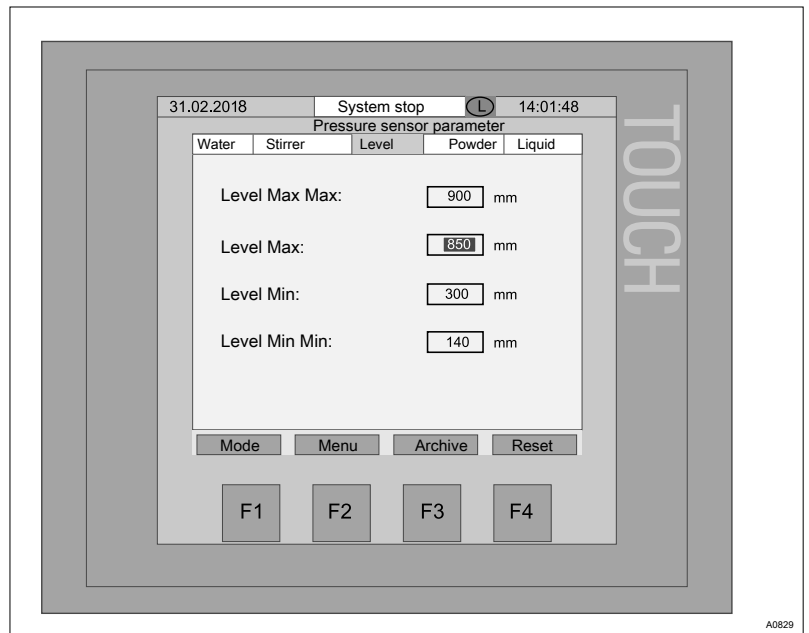 31.02.2018 System stop L 14:01:48
Pressure sensor parameter
Water Stirrer Level Powder Liquid
Level Max Max: 900 mm
Level Max: 850 mm
Level Min: 300 mm
Level Min Min: 140 mm
Mode Menu Archive Reset
F1 F2 F3 F4
TOUCH
A0829